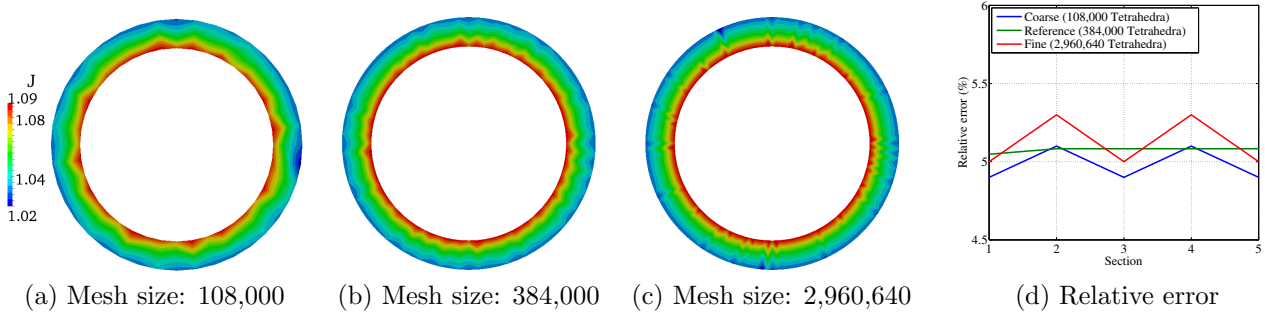 J
1.09
1.08
1.04
1.02
6
5.5
5
4.5
Relative error (%)
Coarse (108,000 Tetrahedra)
Reference (384,000 Tetrahedra)
Fine (2,960,640 Tetrahedra)
1 2 3 4 5
Section
(a) Mesh size: 108,000
(b) Mesh size: 384,000
(c) Mesh size: 2,960,640
(d) Relative error